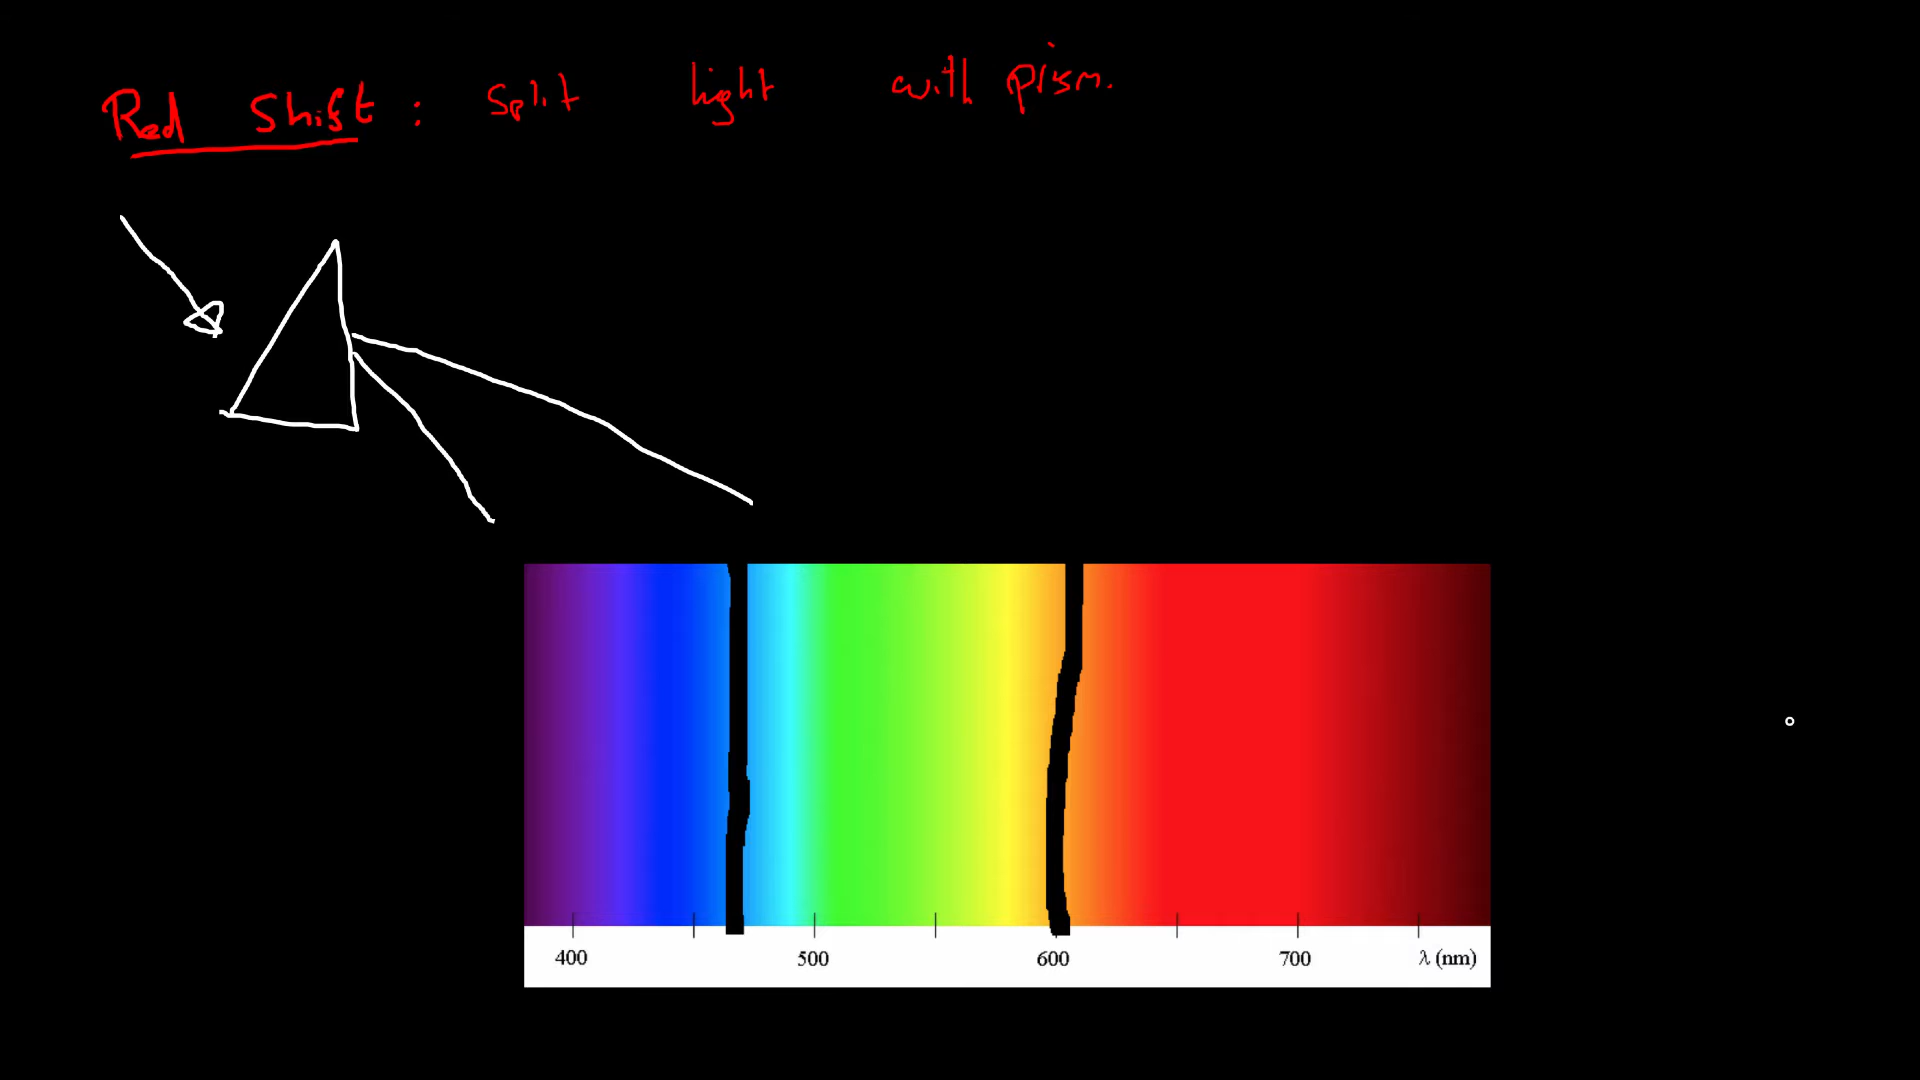 Red Shift: Split light with prism.
400 500 600 700 λ (nm)